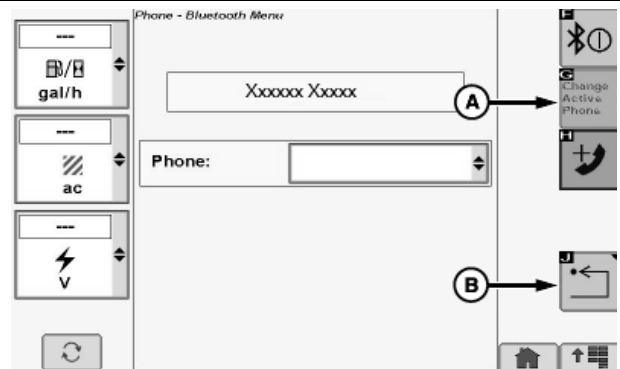 Phone - Bluetooth Menu
---
gal/h
---
ac
---
V
Xxxxxx Xxxxx
Phone:
F
G
Change
Active
Phone
H
J
A
B